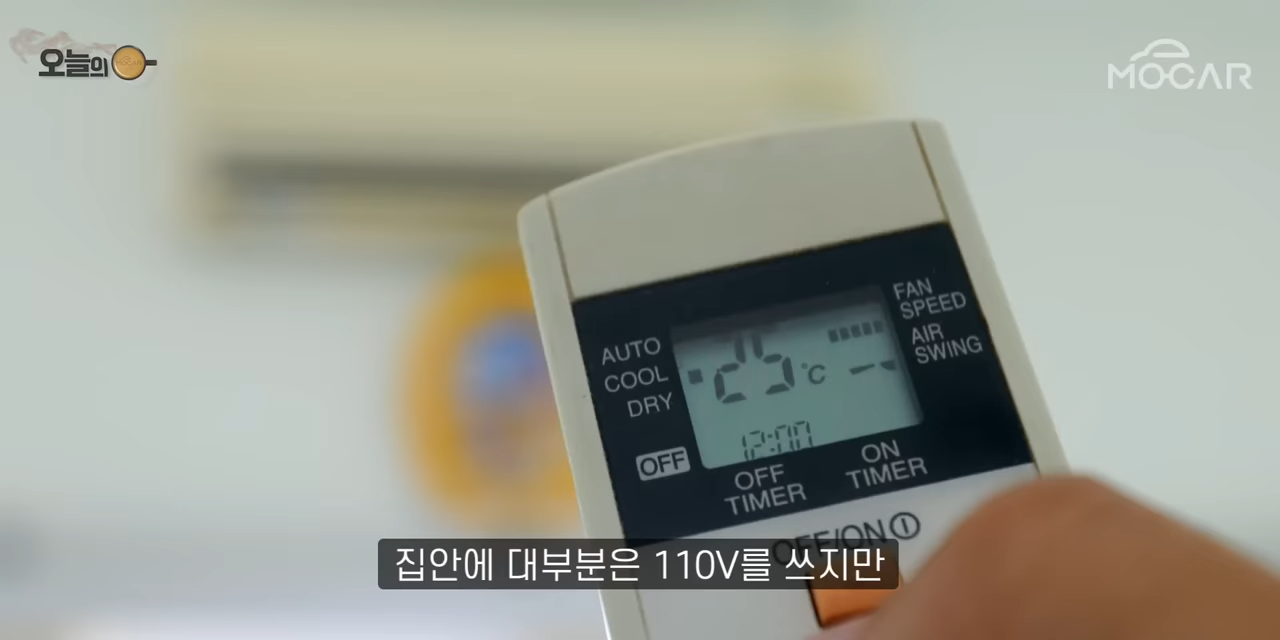 오늘의
MOCAR
AUTO
COOL
DRY
OFF
25°C
12:00
FAN
SPEED
AIR
SWING
OFF
TIMER
ON
TIMER
OFF/ON
집안에 대부분은 110V를 쓰지만